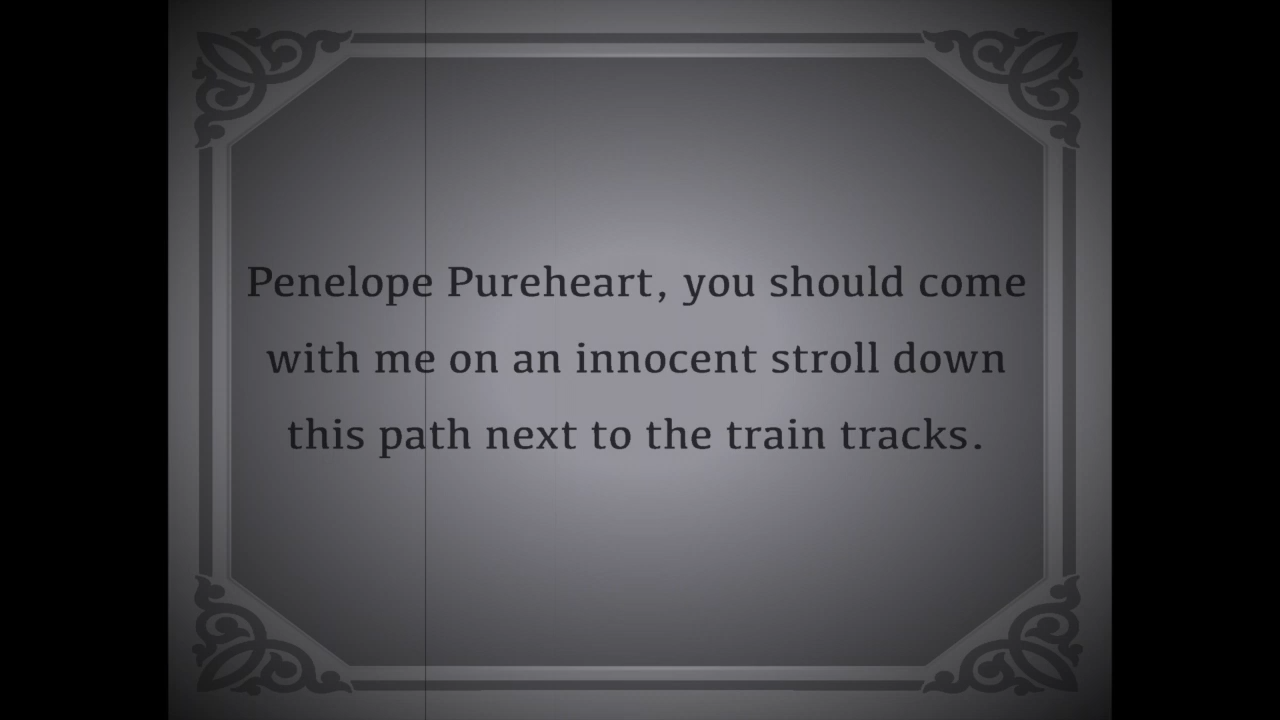 Penelope Pureheart, you should come
with me on an innocent stroll down
this path next to the train tracks.